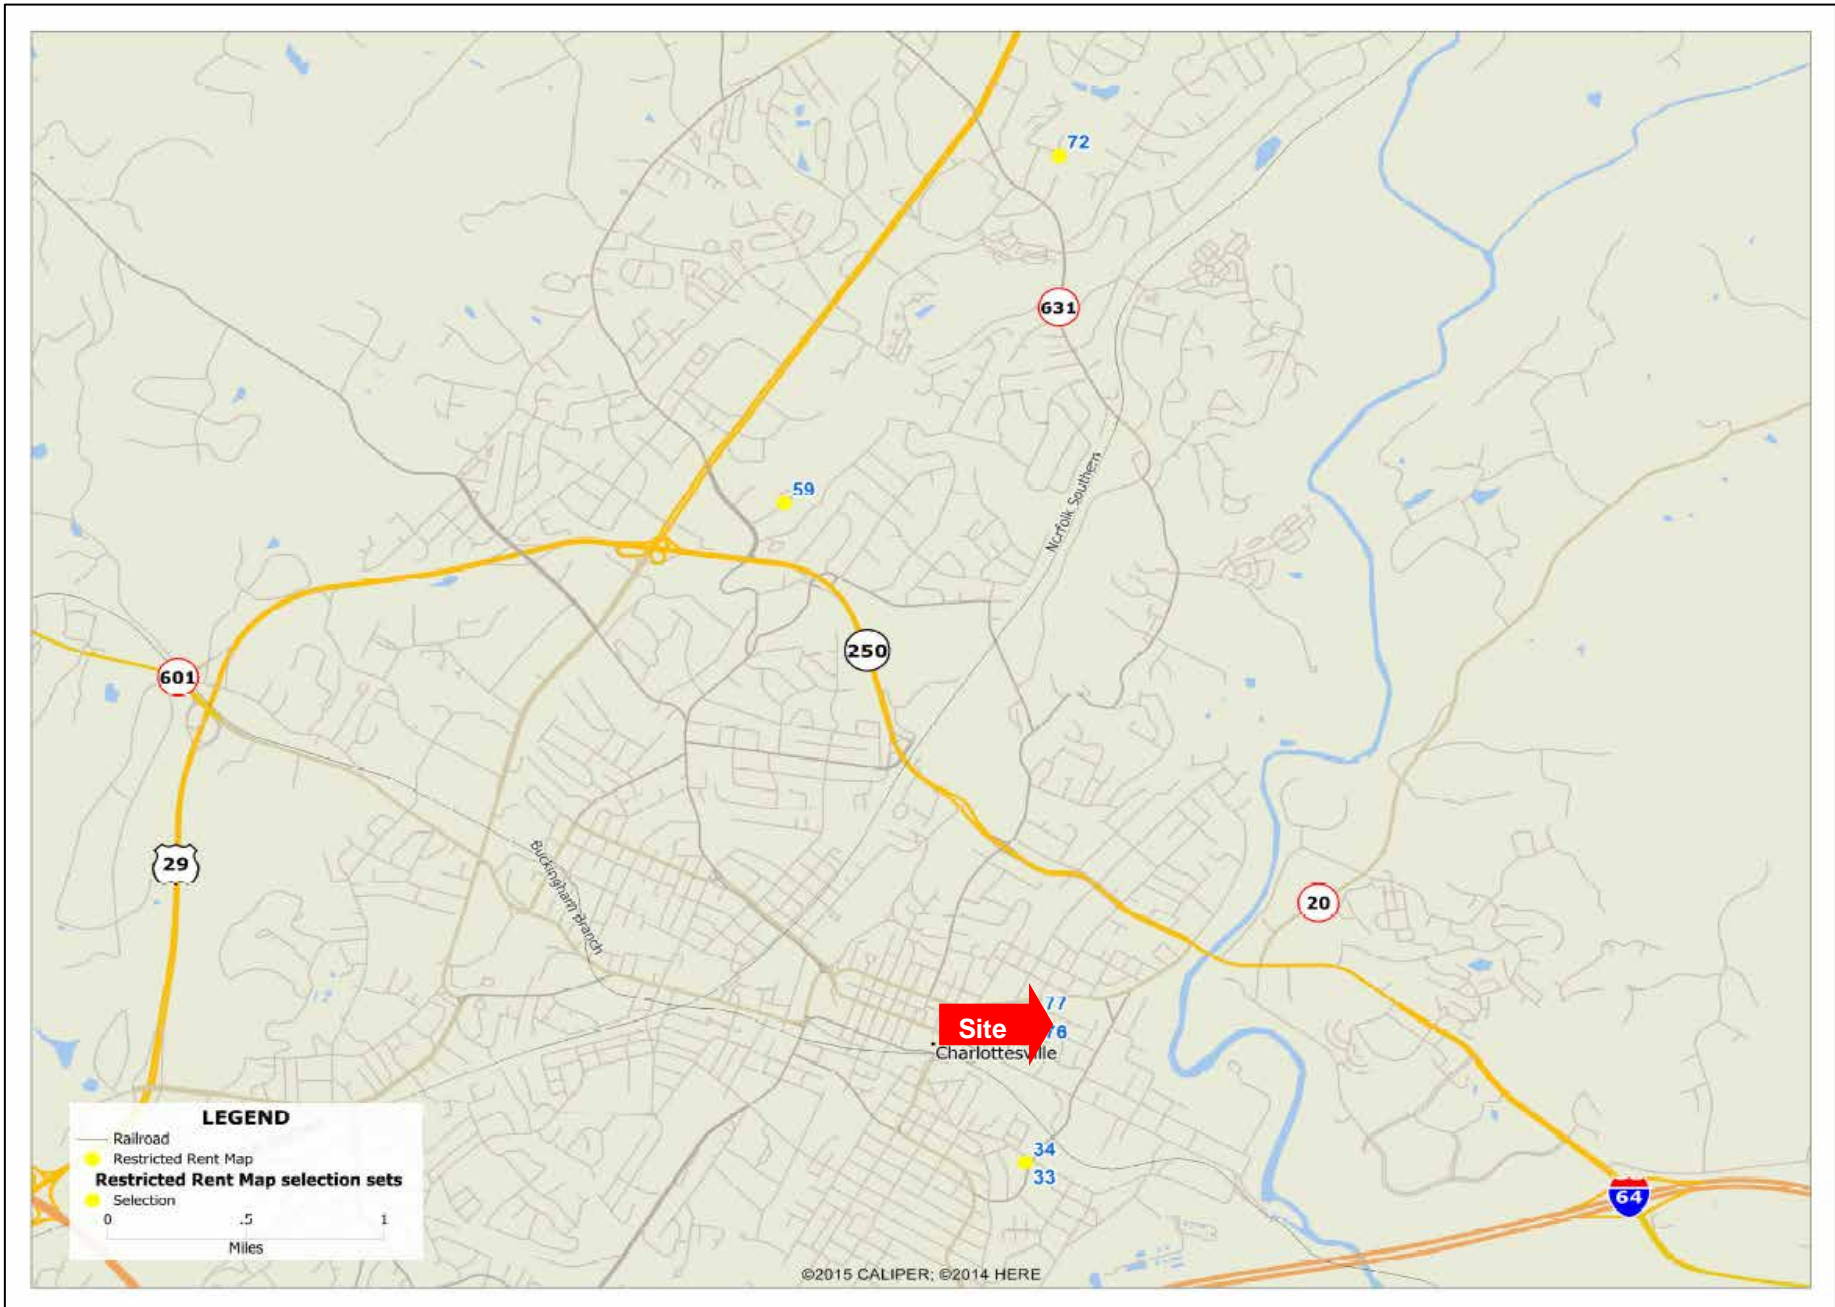 72
631
59
Norfolk Southern
250
601
29
Buckingham Branch
20
77
Site
76
Charlottesville
34
33
64
LEGEND
Railroad
Restricted Rent Map
Restricted Rent Map selection sets
Selection
0 .5 1
Miles
©2015 CALIPER; ©2014 HERE